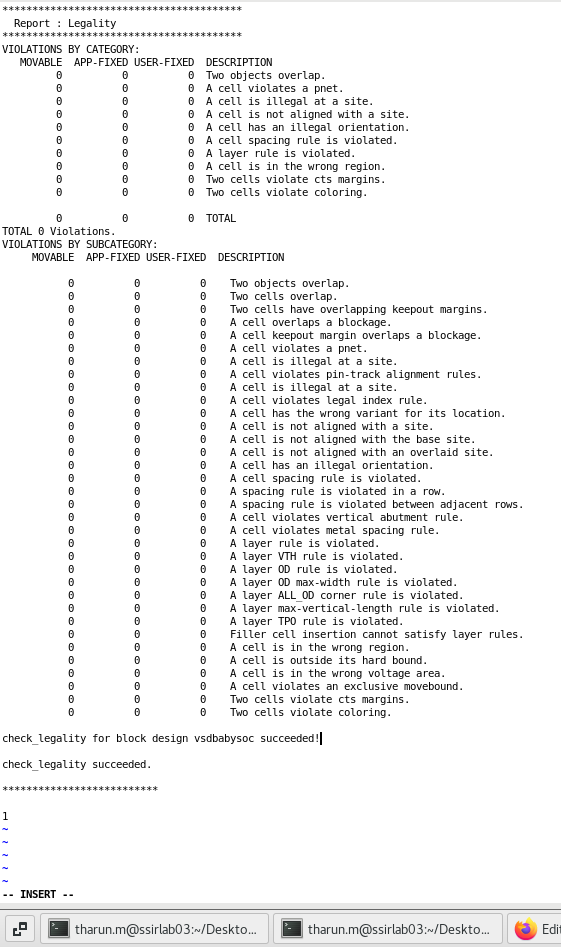 ****************************************
  Report : Legality
****************************************
VIOLATIONS BY CATEGORY:
   MOVABLE  APP-FIXED USER-FIXED  DESCRIPTION
         0          0          0  Two objects overlap.
         0          0          0  A cell violates a pnet.
         0          0          0  A cell is illegal at a site.
         0          0          0  A cell is not aligned with a site.
         0          0          0  A cell has an illegal orientation.
         0          0          0  A cell spacing rule is violated.
         0          0          0  A layer rule is violated.
         0          0          0  A cell is in the wrong region.
         0          0          0  Two cells violate cts margins.
         0          0          0  Two cells violate coloring.
         0          0          0  TOTAL
TOTAL 0 Violations.
VIOLATIONS BY SUBCATEGORY:
     MOVABLE  APP-FIXED USER-FIXED  DESCRIPTION
           0          0          0    Two objects overlap.
           0          0          0    Two cells overlap.
           0          0          0    Two cells have overlapping keepout margins.
           0          0          0    A cell overlaps a blockage.
           0          0          0    A cell keepout margin overlaps a blockage.
           0          0          0    A cell violates a pnet.
           0          0          0    A cell is illegal at a site.
           0          0          0    A cell violates pin-track alignment rules.
           0          0          0    A cell is illegal at a site.
           0          0          0    A cell violates legal index rule.
           0          0          0    A cell has the wrong variant for its location.
           0          0          0    A cell is not aligned with a site.
           0          0          0    A cell is not aligned with the base site.
           0          0          0    A cell is not aligned with an overlaid site.
           0          0          0    A cell has an illegal orientation.
           0          0          0    A cell spacing rule is violated.
           0          0          0    A spacing rule is violated in a row.
           0          0          0    A spacing rule is violated between adjacent rows.
           0          0          0    A cell violates vertical abutment rule.
           0          0          0    A cell violates metal spacing rule.
           0          0          0    A layer rule is violated.
           0          0          0    A layer VTH rule is violated.
           0          0          0    A layer OD rule is violated.
           0          0          0    A layer OD max-width rule is violated.
           0          0          0    A layer ALL_OD corner rule is violated.
           0          0          0    A layer max-vertical-length rule is violated.
           0          0          0    A layer TPO rule is violated.
           0          0          0    Filler cell insertion cannot satisfy layer rules.
           0          0          0    A cell is in the wrong region.
           0          0          0    A cell is outside its hard bound.
           0          0          0    A cell is in the wrong voltage area.
           0          0          0    A cell violates an exclusive movebound.
           0          0          0    Two cells violate cts margins.
           0          0          0    Two cells violate coloring.
check_legality for block design vsdbabysoc succeeded!
check_legality succeeded.
**************************
1
~
~
~
~
~
-- INSERT --
tharun.m@ssirlab03:~/Deskto... tharun.m@ssirlab03:~/Deskto... Edit